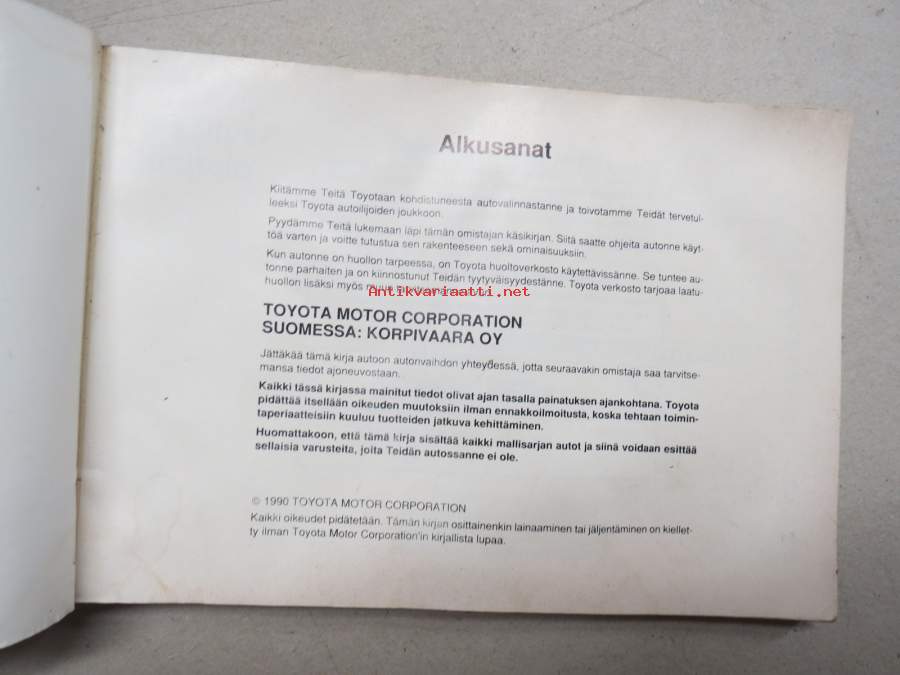 Alkusanat
Kiitämme Teitä Toyotaan kohdistuneesta autovalinnastanne ja toivotamme Teidät tervetul-
leeksi Toyota autoilijoiden joukkoon.
Pyydämme Teitä lukemaan läpi tämän omistajan käsikirjan. Siitä saatte ohjeita autonne käyt-
töä varten ja voitte tutustua sen rakenteeseen sekä ominaisuuksiin.
Kun autonne on huollon tarpeessa, on Toyota huoltoverkosto käytettävissänne. Se tuntee au-
tonne parhaiten ja on kiinnostunut Teidän tyytyväisyydestänne. Toyota verkosto tarjoaa laatu-
huollon lisäksi myös muun
Antikvariaatti.net
TOYOTA MOTOR CORPORATION
SUOMESSA: KORPIVAARA OY
Jättäkää tämä kirja autoon autonvaihdon yhteydessä, jotta seuraavakin omistaja saa tarvitse-
mansa tiedot ajoneuvostaan.
Kaikki tässä kirjassa mainitut tiedot olivat ajan tasalla painatuksen ajankohtana. Toyota
pidättää itsellään oikeuden muutoksiin ilman ennakkoilmoitusta, koska tehtaan toimin-
taperiaatteisiin kuuluu tuotteiden jatkuva kehittäminen.
Huomattakoon, että tämä kirja sisältää kaikki mallisarjan autot ja siinä voidaan esittää
sellaisia varusteita, joita Teidän autossanne ei ole.
© 1990 TOYOTA MOTOR CORPORATION
Kaikki oikeudet pidätetään. Tämän kirjan osittainenkin lainaaminen tai jäljentäminen on kiellet-
ty ilman Toyota Motor Corporation'in kirjallista lupaa.